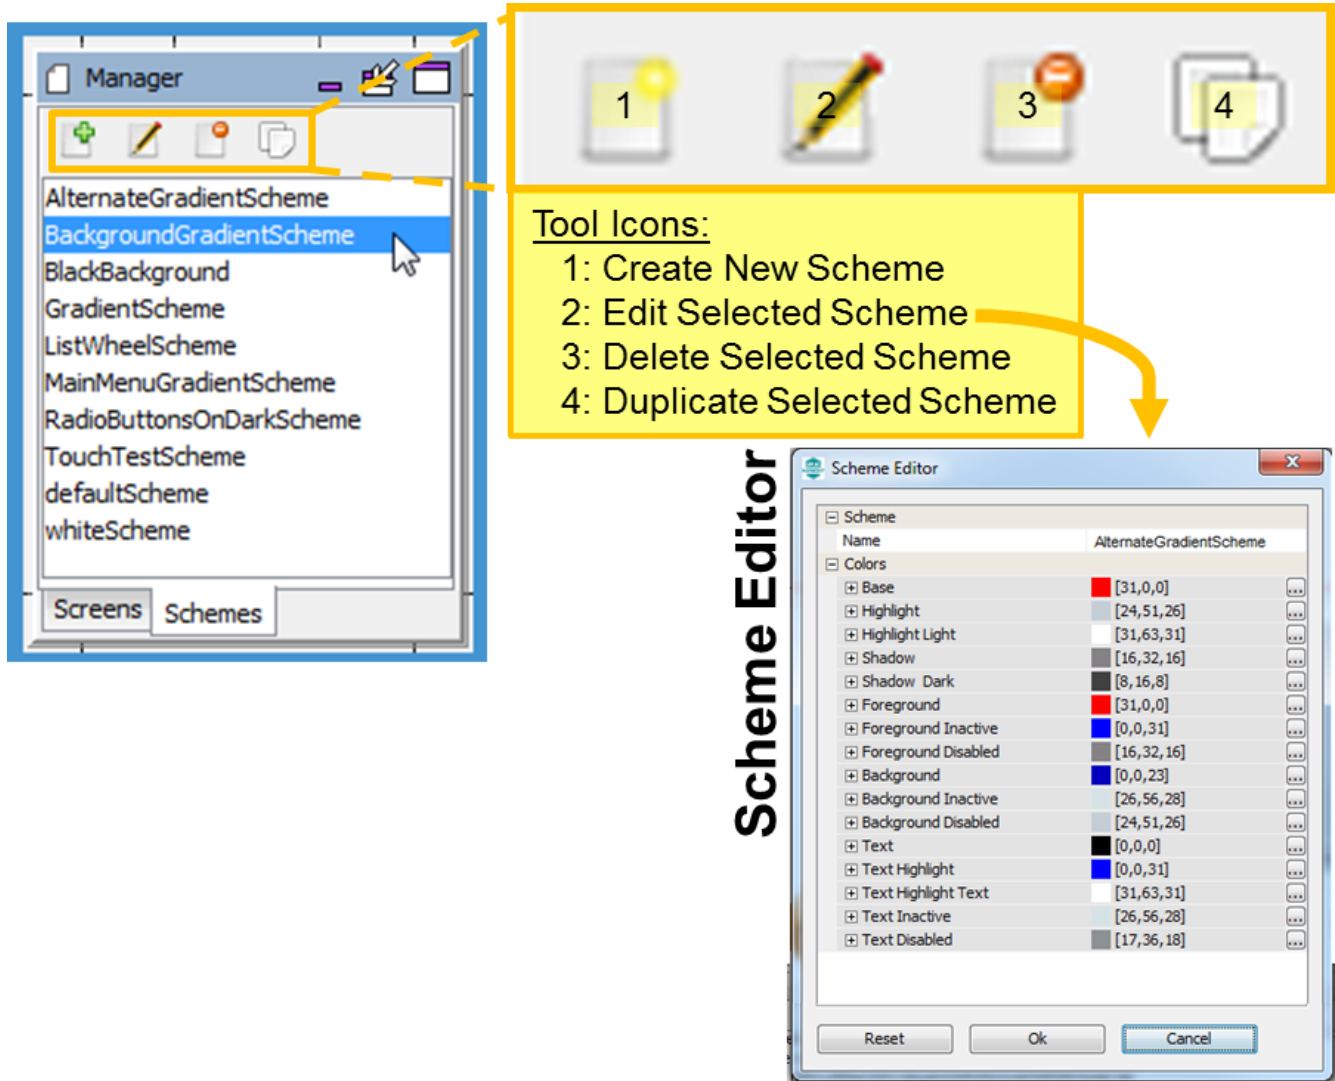 Manager
AlternateGradientScheme
BackgroundGradientScheme
BlackBackground
GradientScheme
ListWheelScheme
MainMenuGradientScheme
RadioButtonsOnDarkScheme
TouchTestScheme
defaultScheme
whiteScheme
Screens Schemes
1 2 3 4
Tool Icons:
1: Create New Scheme
2: Edit Selected Scheme
3: Delete Selected Scheme
4: Duplicate Selected Scheme
Scheme Editor
Scheme Editor
x
Scheme
Name AlternateGradientScheme
Colors
Base [31,0,0] ...
Highlight [24,51,26] ...
Highlight Light [31,63,31] ...
Shadow [16,32,16] ...
Shadow Dark [8,16,8] ...
Foreground [31,0,0] ...
Foreground Inactive [0,0,31] ...
Foreground Disabled [16,32,16] ...
Background [0,0,23] ...
Background Inactive [26,56,28] ...
Background Disabled [24,51,26] ...
Text [0,0,0] ...
Text Highlight [0,0,31] ...
Text Highlight Text [31,63,31] ...
Text Inactive [26,56,28] ...
Text Disabled [17,36,18] ...
Reset Ok Cancel